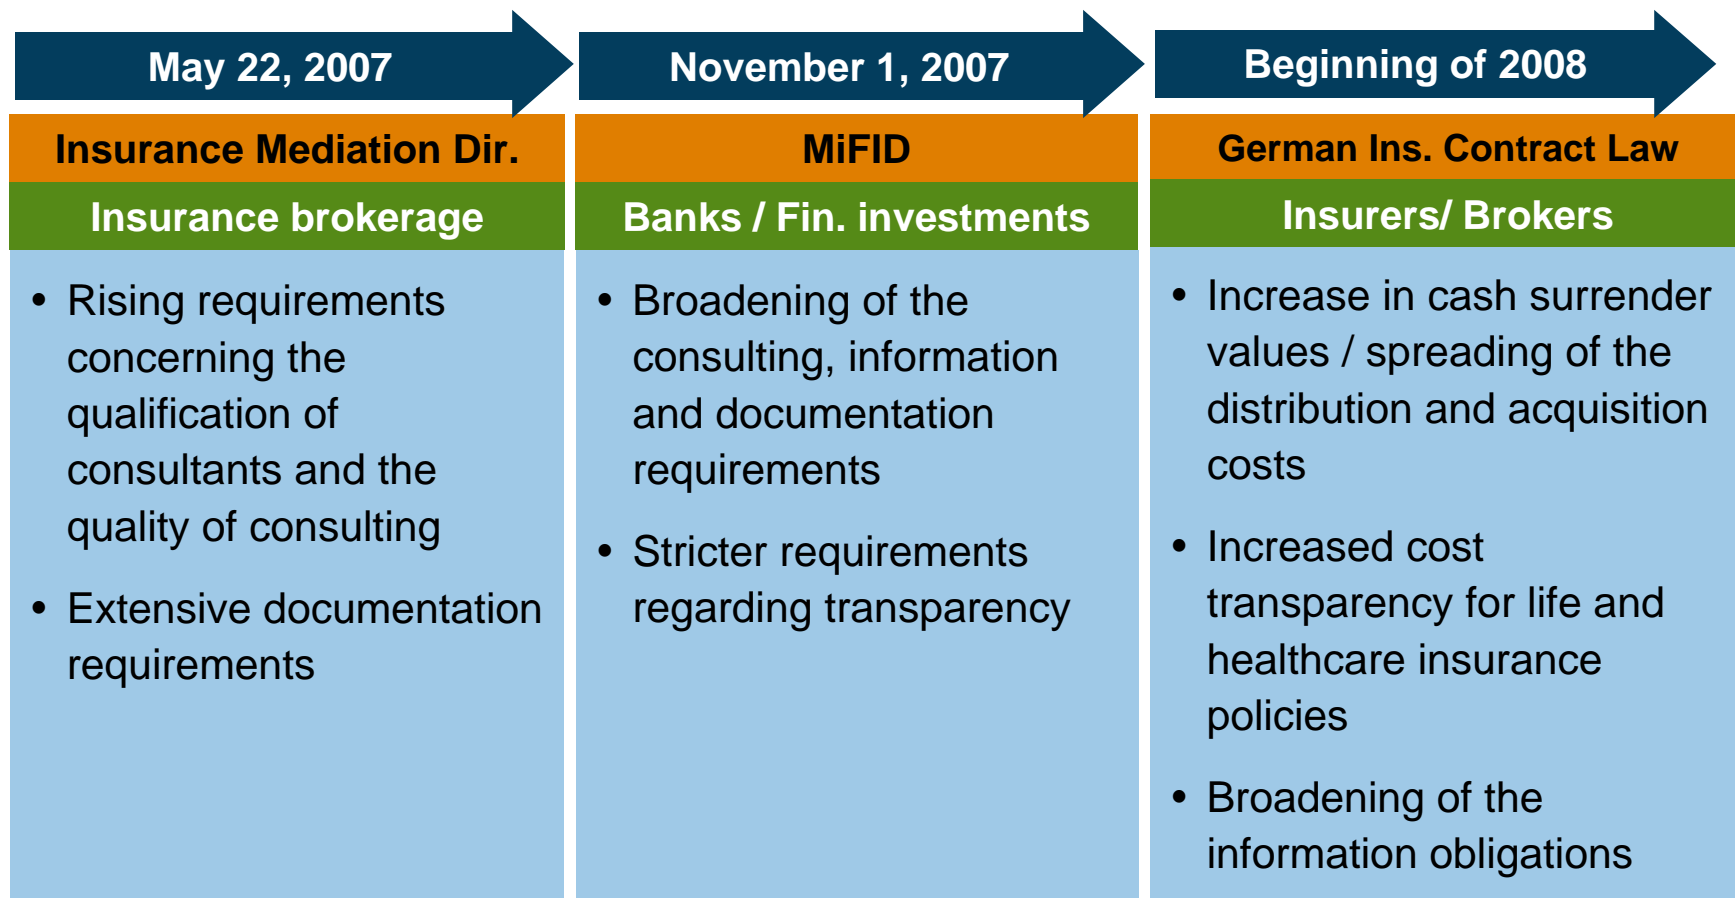 May 22, 2007
November 1, 2007
Beginning of 2008
Insurance Mediation Dir.
MiFID
German Ins. Contract Law
Insurance brokerage
Banks / Fin. investments
Insurers/ Brokers
• Rising requirements
concerning the
qualification of
consultants and the
quality of consulting
• Extensive documentation
requirements
• Broadening of the
consulting, information
and documentation
requirements
• Stricter requirements
regarding transparency
• Increase in cash surrender
values / spreading of the
distribution and acquisition
costs
• Increased cost
transparency for life and
healthcare insurance
policies
• Broadening of the
information obligations